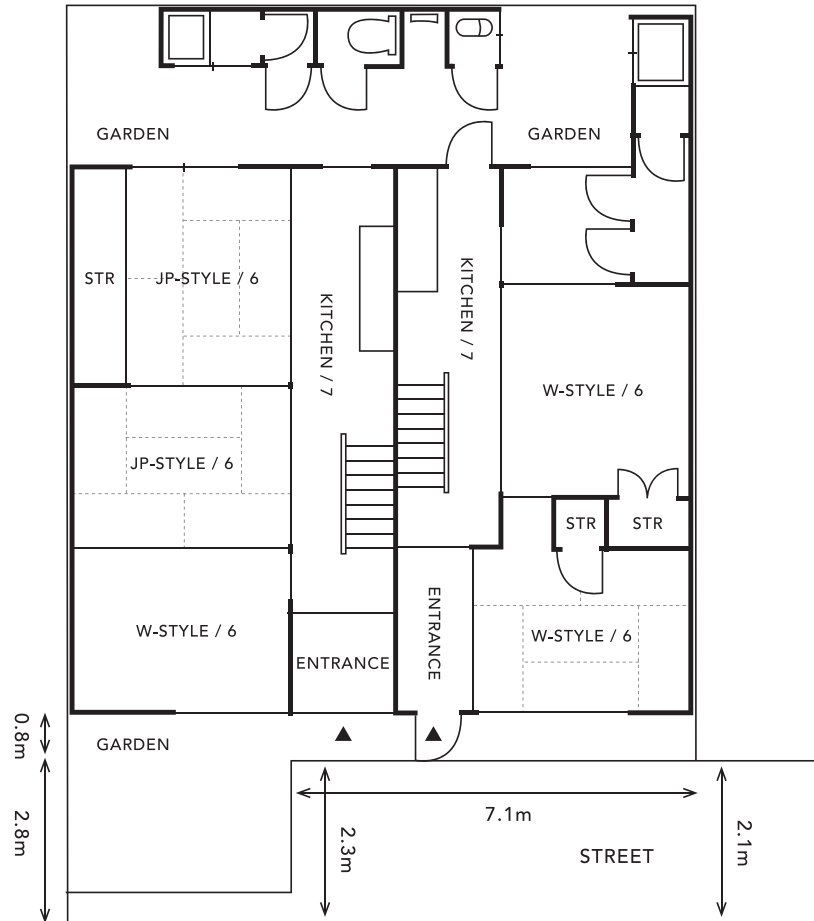 GARDEN
GARDEN
STR
JP-STYLE / 6
KITCHEN / 7
KITCHEN / 7
W-STYLE / 6
JP-STYLE / 6
STR
STR
W-STYLE / 6
ENTRANCE
ENTRANCE
W-STYLE / 6
0.8m
GARDEN
2.8m
2.3m
7.1m
2.1m
STREET